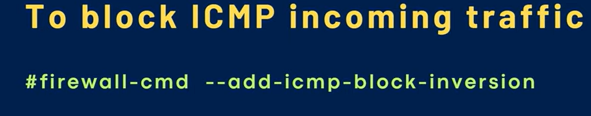 To block ICMP incoming traffic
#firewall-cmd --add-icmp-block-inversion